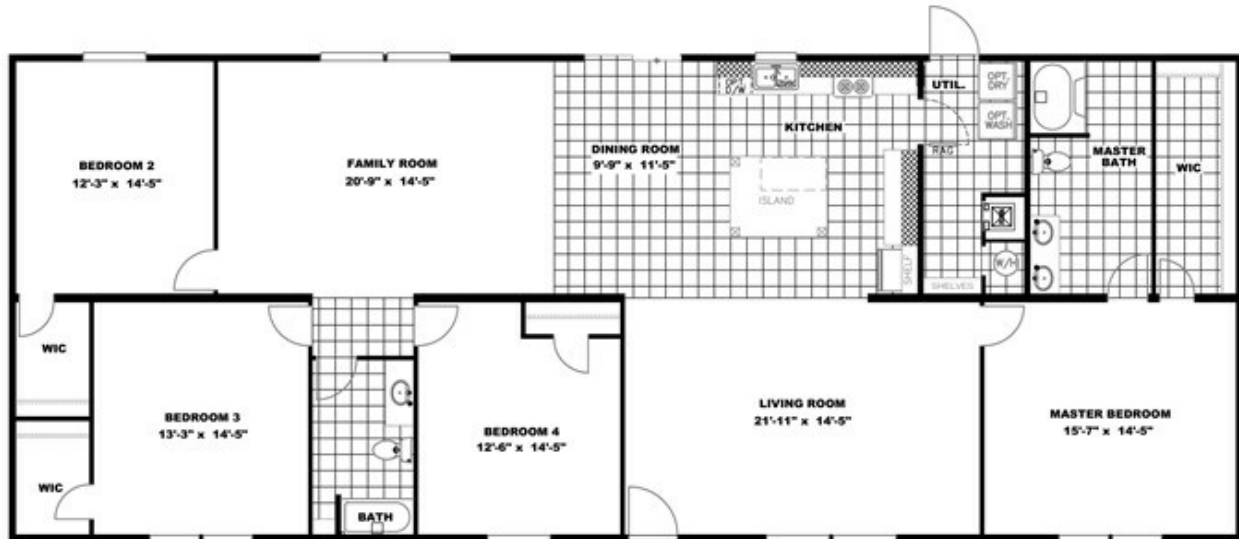 BEDROOM 2
12'-3" x 14'-5"
FAMILY ROOM
20'-9" x 14'-5"
DINING ROOM
9'-9" x 11'-5"
OPT.
D/W
KITCHEN
ISLAND
SHELF
UTIL.
OPT.
DRY
OPT.
WASH
RAG
W/H
SHELVES
MASTER
BATH
WIC
WIC
WIC
BEDROOM 3
13'-3" x 14'-5"
BATH
BEDROOM 4
12'-6" x 14'-5"
LIVING ROOM
21'-11" x 14'-5"
MASTER BEDROOM
15'-7" x 14'-5"